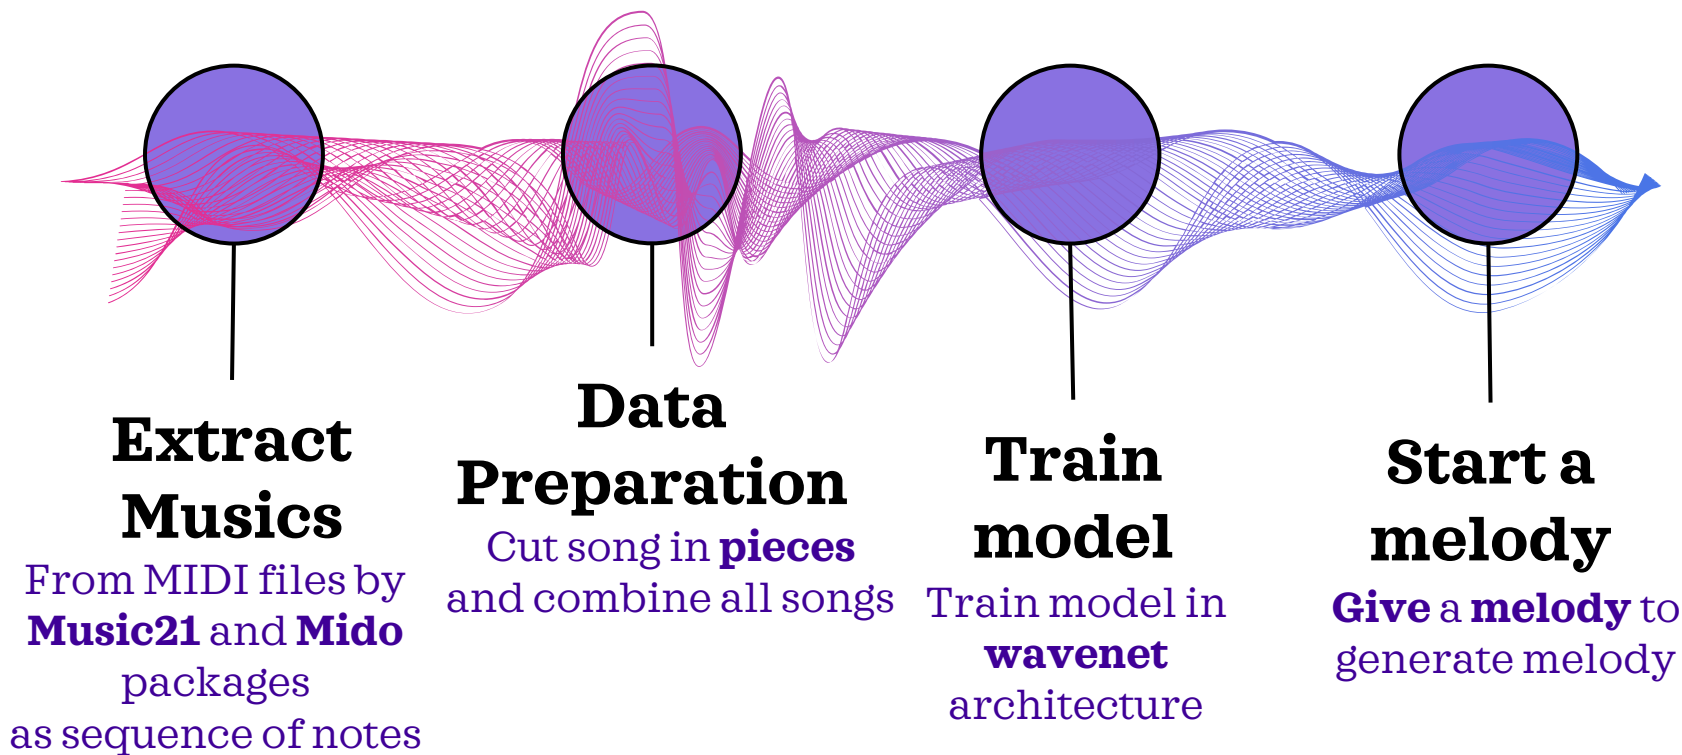 Extract
Musics
From MIDI files by
Music21 and Mido
packages
as sequence of notes
Data
Preparation
Cut song in pieces
and combine all songs
Train
model
Train model in
wavenet
architecture
Start a
melody
Give a melody to
generate melody